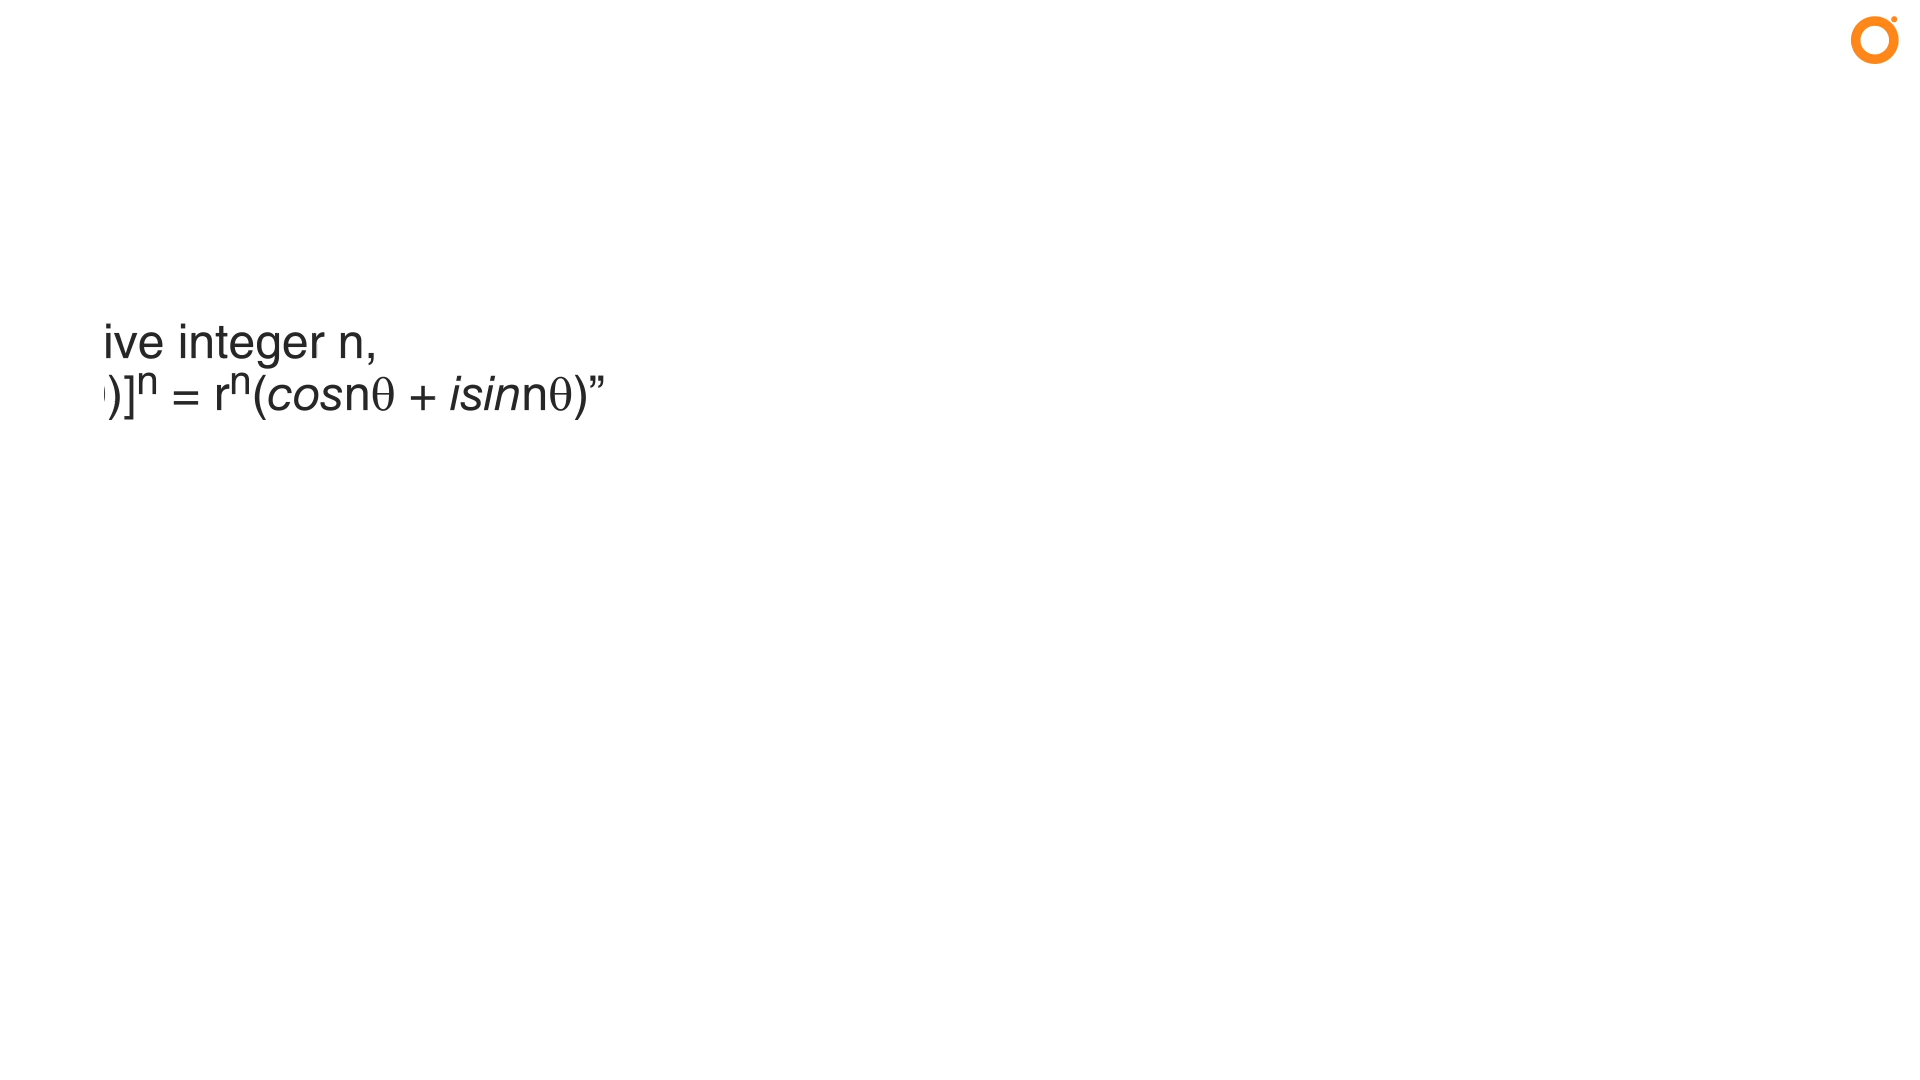 ive integer n,
)]ⁿ = rⁿ(cosnθ + isinnθ)”